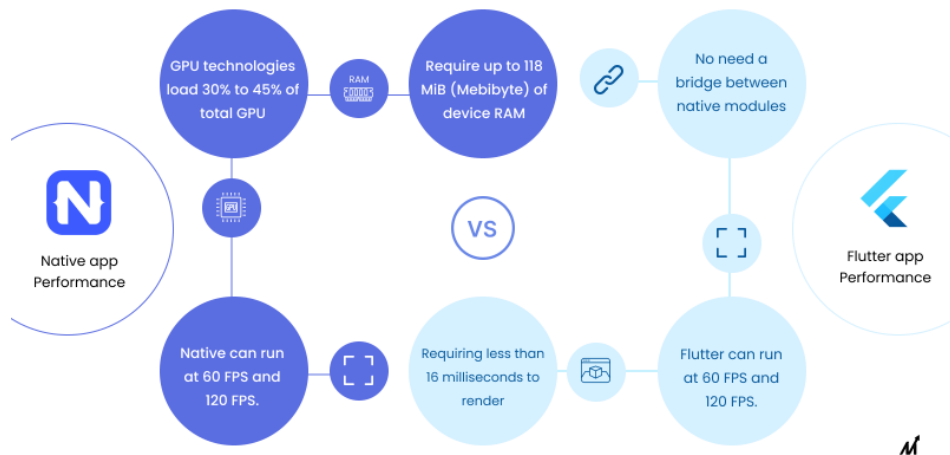 GPU technologies
load 30% to 45% of
total GPU
RAM
Require up to 118
MiB (Mebibyte) of
device RAM
No need a
bridge between
native modules
N
Native app
Performance
GPU
VS
Flutter app
Performance
Native can run
at 60 FPS and
120 FPS.
Requiring less than
16 milliseconds to
render
Flutter can run
at 60 FPS and
120 FPS.